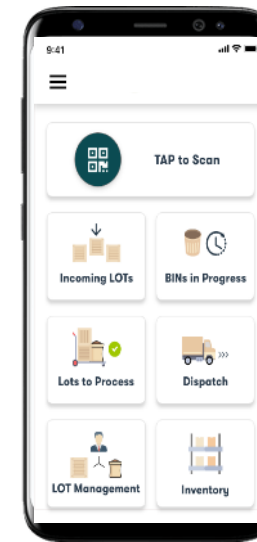 9:41
TAP to Scan
Incoming LOTs
BINs in Progress
Lots to Process
Dispatch
LOT Management
Inventory